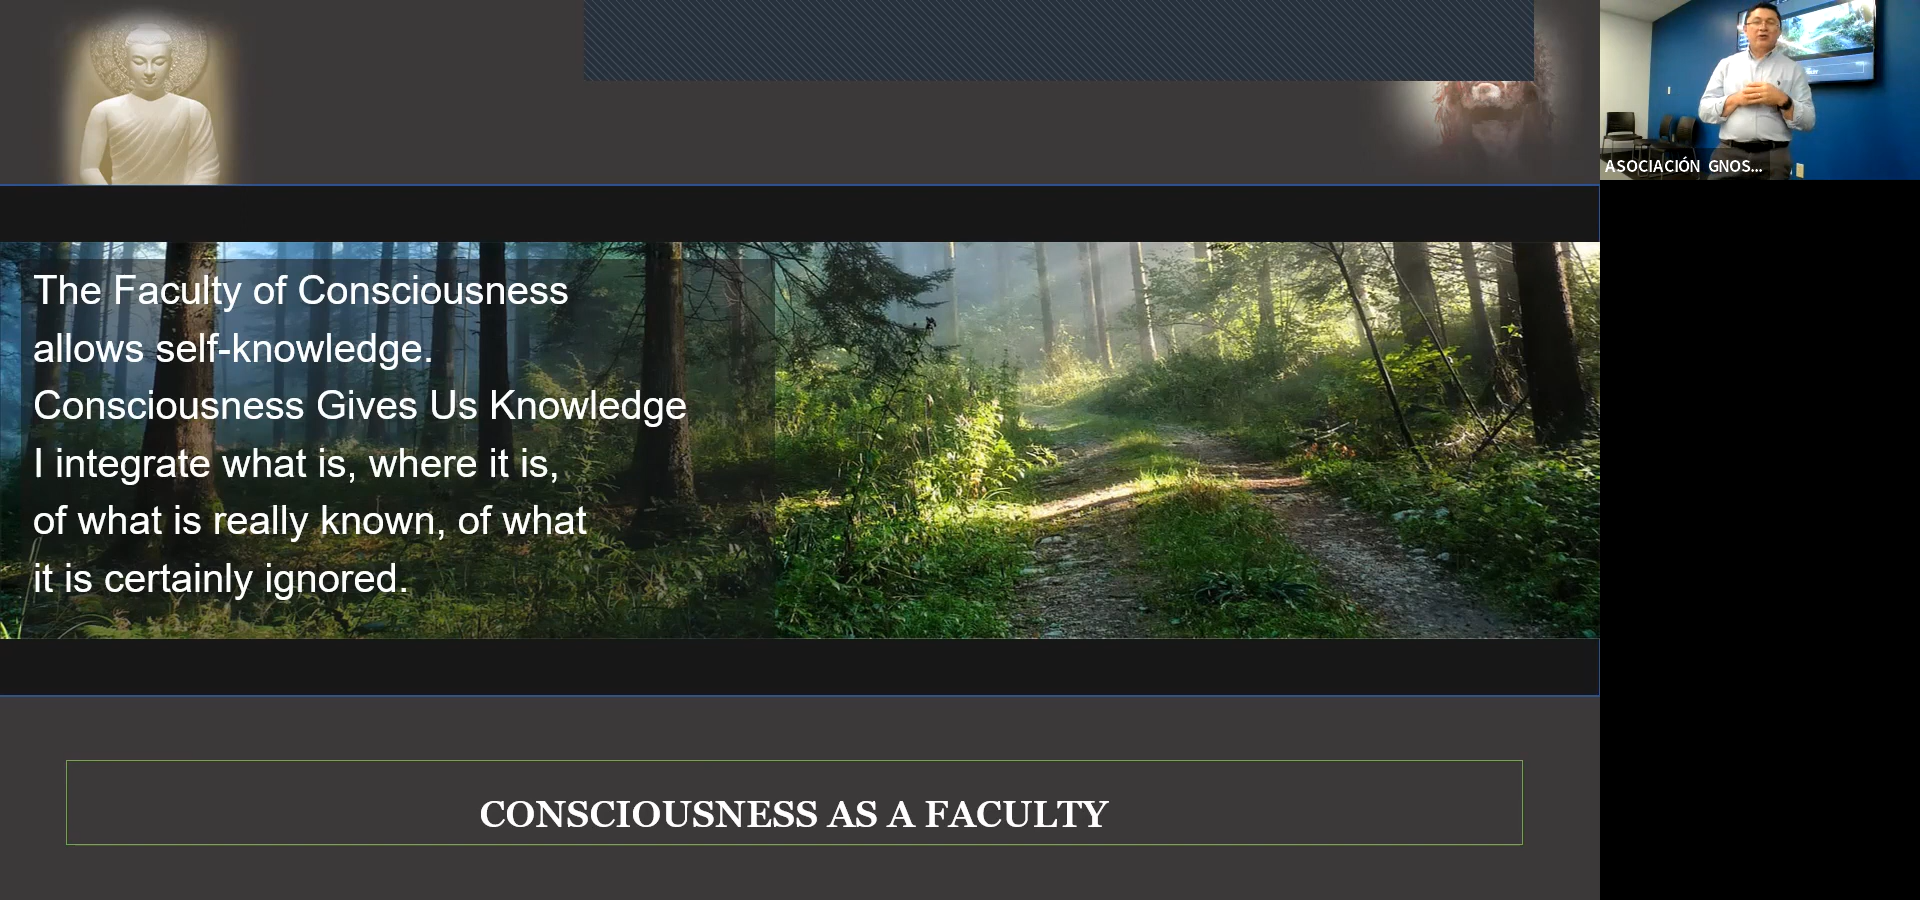 ASOCIACIÓN GNOS...
The Faculty of Consciousness
allows self-knowledge.
Consciousness Gives Us Knowledge
I integrate what is, where it is,
of what is really known, of what
it is certainly ignored.
CONSCIOUSNESS AS A FACULTY